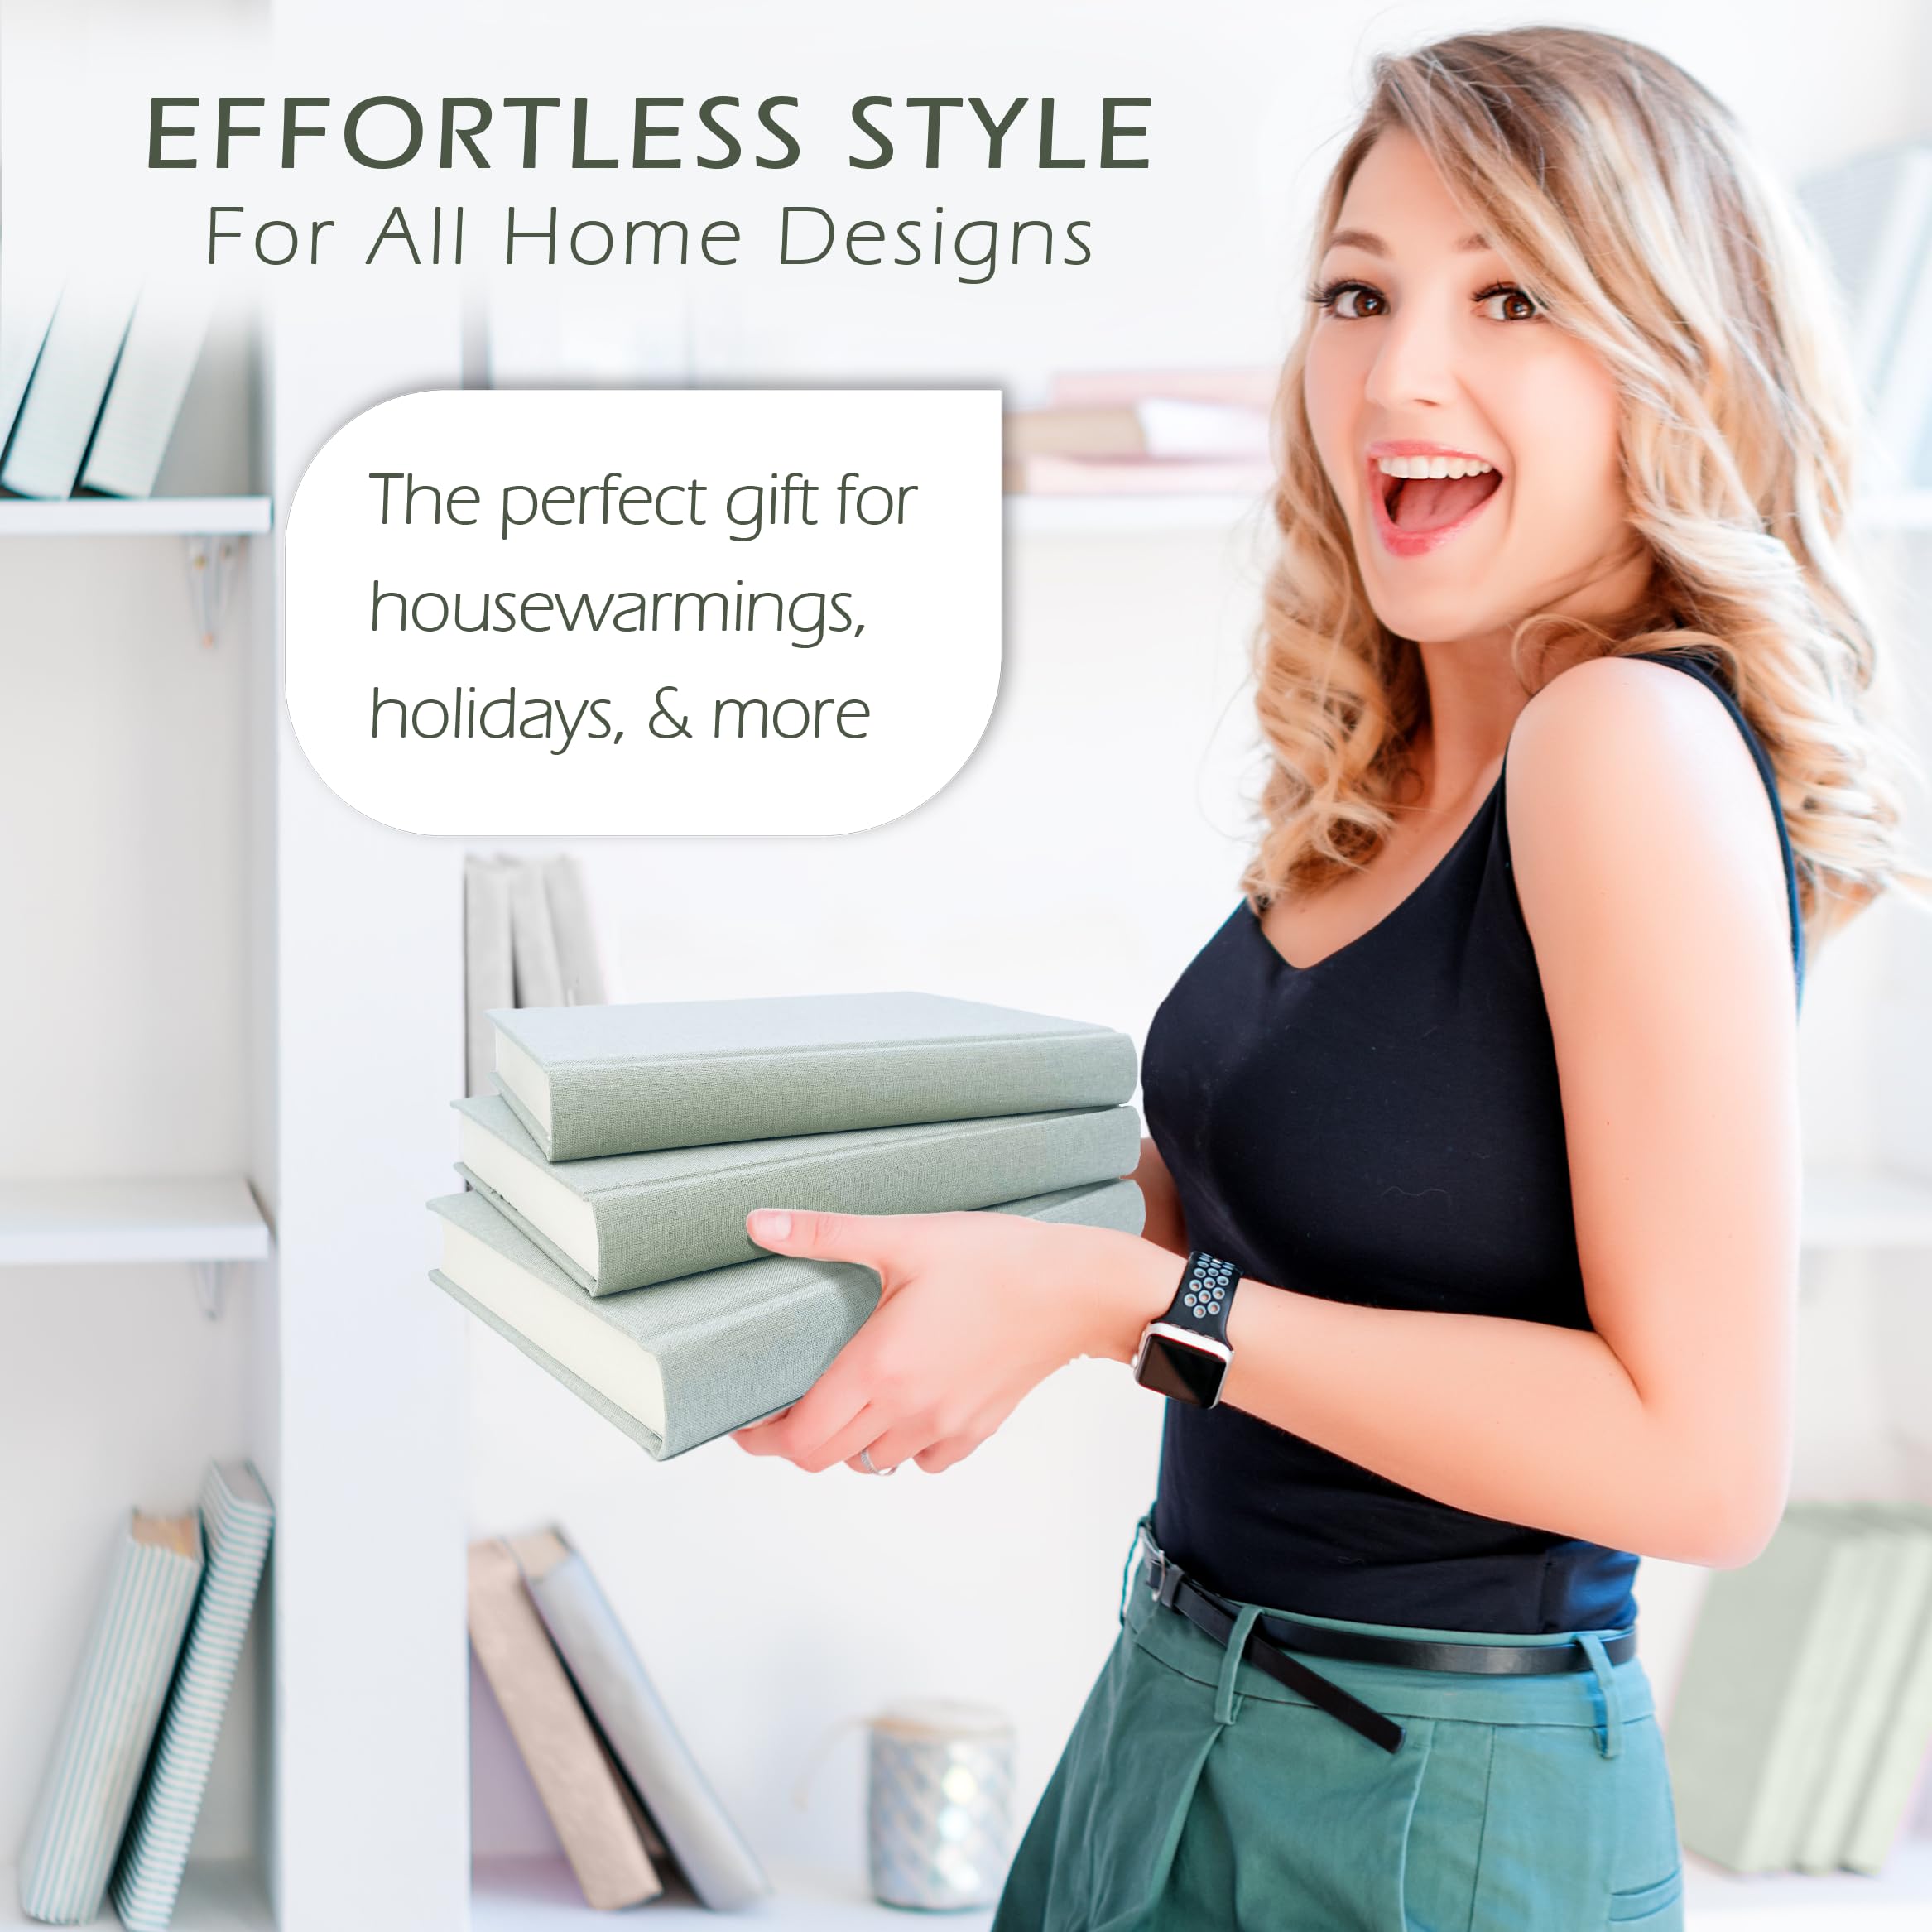 EFFORTLESS STYLE
For All Home Designs
The perfect gift for
housewarmings,
holidays, & more